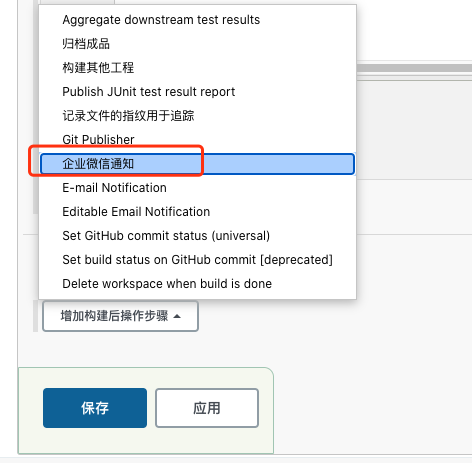 Aggregate downstream test results
归档成品
构建其他工程
Publish JUnit test result report
记录文件的指纹用于追踪
Git Publisher
企业微信通知
E-mail Notification
Editable Email Notification
Set GitHub commit status (universal)
Set build status on GitHub commit [deprecated]
Delete workspace when build is done
增加构建后操作步骤
保存 应用